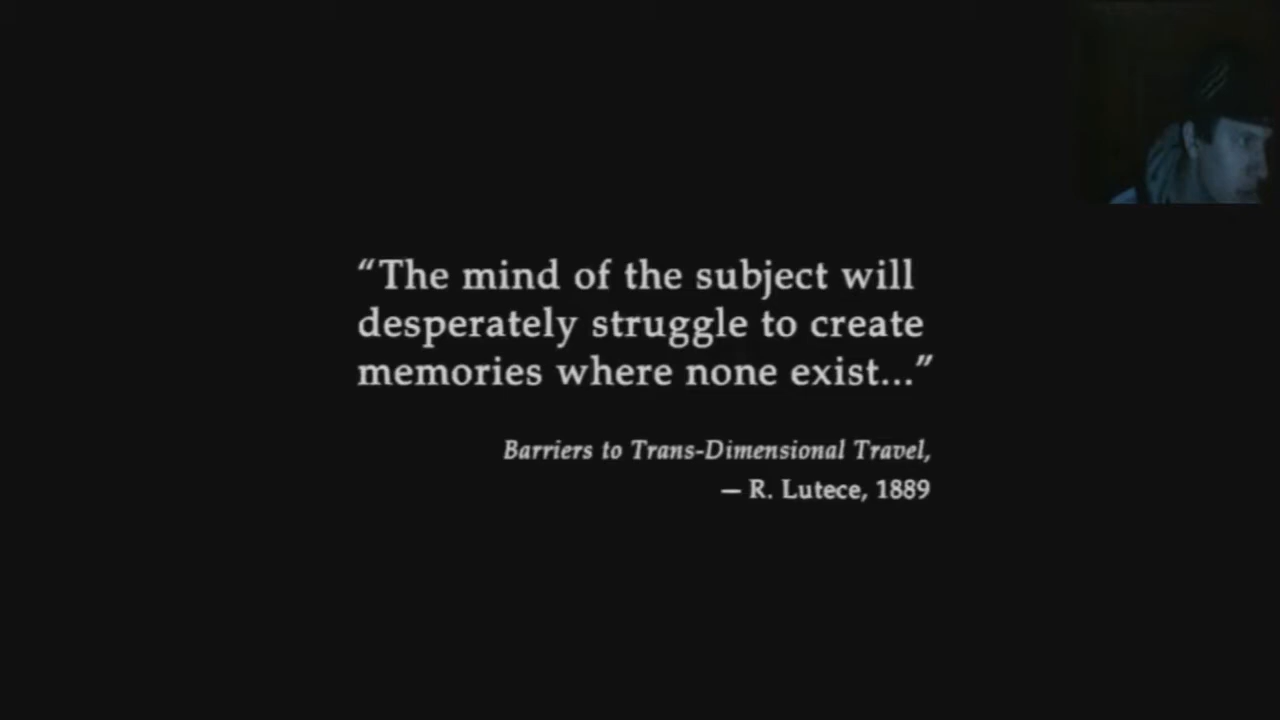 “The mind of the subject will
desperately struggle to create
memories where none exist...”
Barriers to Trans-Dimensional Travel,
— R. Lutece, 1889